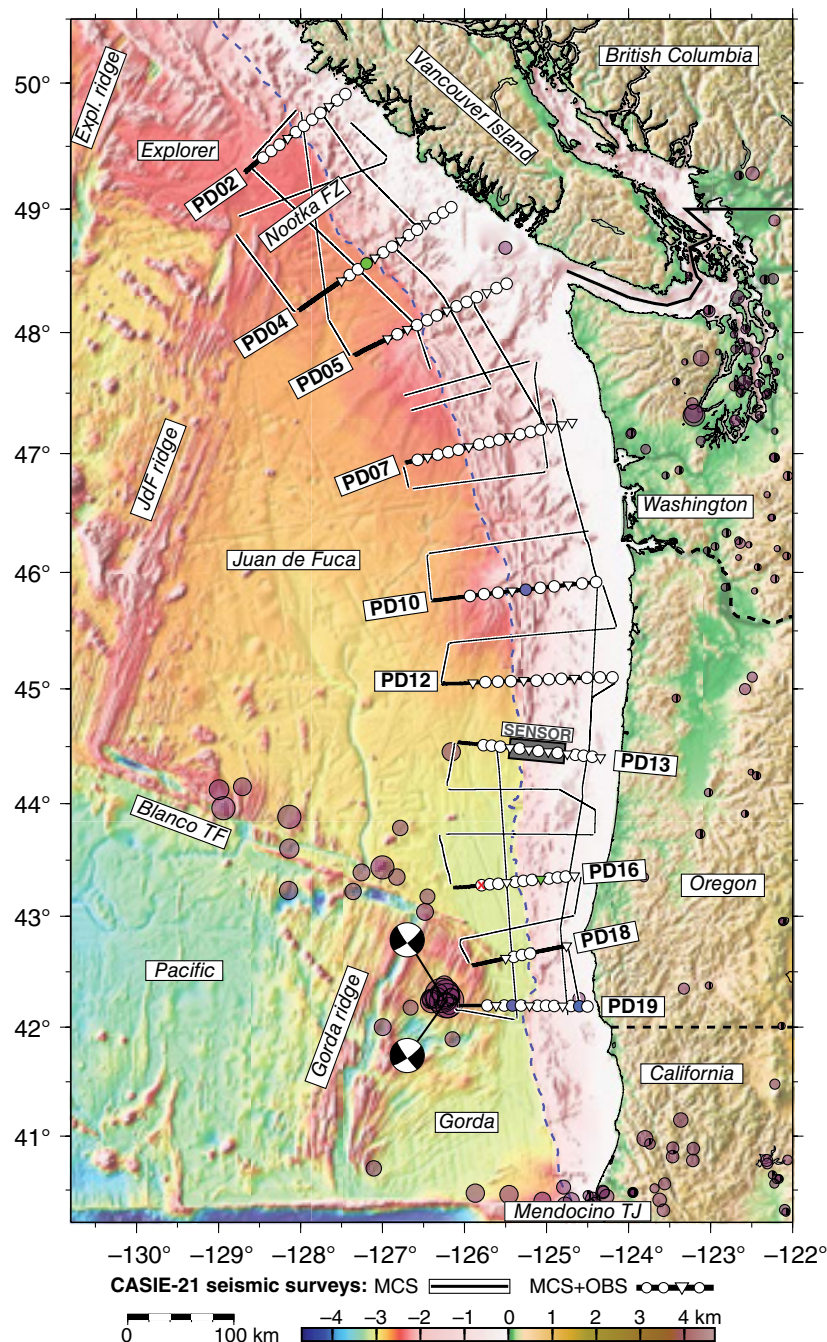 50°
49°
48°
47°
46°
45°
44°
43°
42°
41°
British Columbia
Vancouver Island
Expl. ridge
Explorer
PD02
Nootka FZ
PD04
PD05
JdF ridge
PD07
Washington
Juan de Fuca
PD10
PD12
SENSOR
PD13
Blanco TF
PD16
Oregon
PD18
Pacific
Gorda ridge
PD19
California
Gorda
Mendocino TJ
−130° −129° −128° −127° −126° −125° −124° −123° −122°
CASIE-21 seismic surveys: MCS MCS+OBS
0 100 km
−4 −3 −2 −1 0 1 2 3 4 km